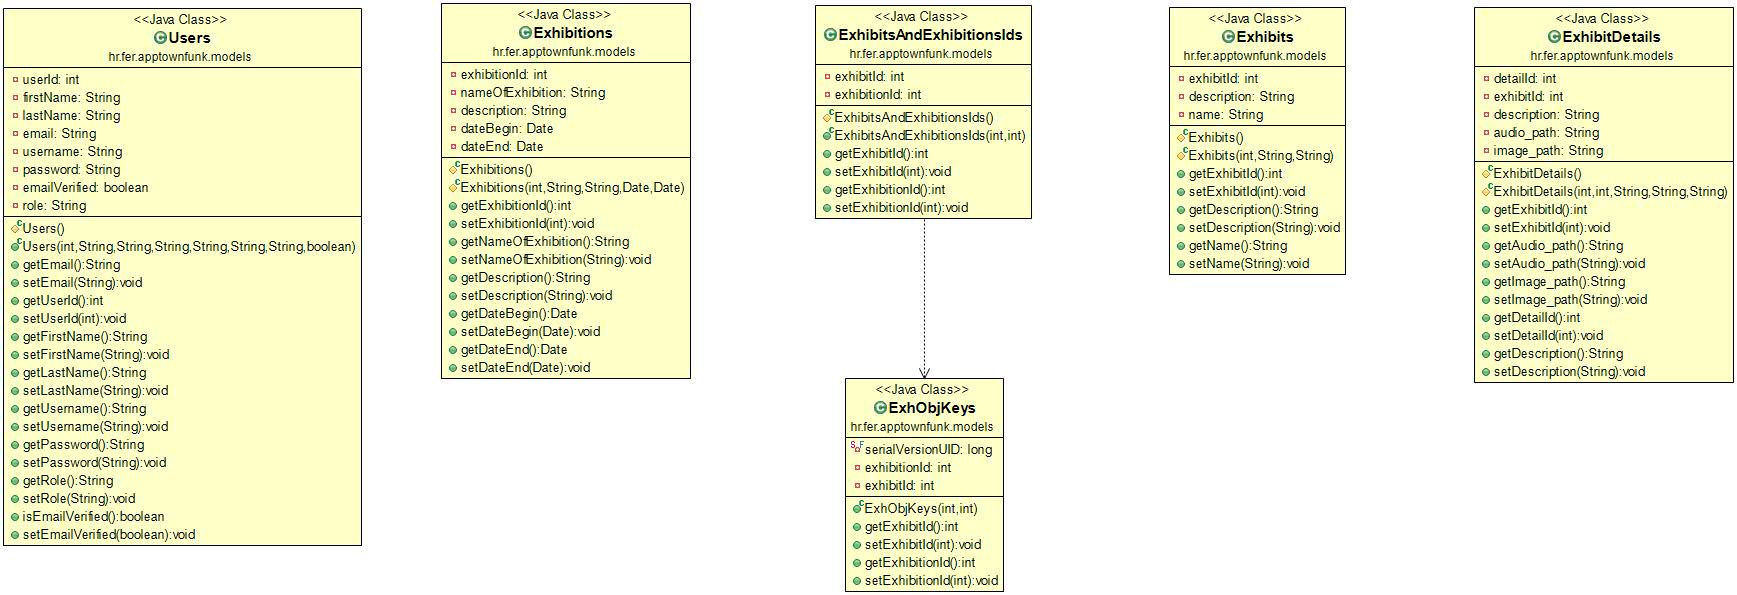 <<Java Class>>
Users
hr.fer.apptownfunk.models
userId: int
firstName: String
lastName: String
email: String
username: String
password: String
emailVerified: boolean
role: String
Users()
Users(int,String,String,String,String,String,String,boolean)
getEmail():String
setEmail(String):void
getUserId():int
setUserId(int):void
getFirstName():String
setFirstName(String):void
getLastName():String
setLastName(String):void
getUsername():String
setUsername(String):void
getPassword():String
setPassword(String):void
getRole():String
setRole(String):void
isEmailVerified():boolean
setEmailVerified(boolean):void
<<Java Class>>
Exhibitions
hr.fer.apptownfunk.models
exhibitionId: int
nameOfExhibition: String
description: String
dateBegin: Date
dateEnd: Date
Exhibitions()
Exhibitions(int,String,String,Date,Date)
getExhibitionId():int
setExhibitionId(int):void
getNameOfExhibition():String
setNameOfExhibition(String):void
getDescription():String
setDescription(String):void
getDateBegin():Date
setDateBegin(Date):void
getDateEnd():Date
setDateEnd(Date):void
<<Java Class>>
ExhibitsAndExhibitionsIds
hr.fer.apptownfunk.models
exhibitId: int
exhibitionId: int
ExhibitsAndExhibitionsIds()
ExhibitsAndExhibitionsIds(int,int)
getExhibitId():int
setExhibitId(int):void
getExhibitionId():int
setExhibitionId(int):void
<<Java Class>>
ExhObjKeys
hr.fer.apptownfunk.models
serialVersionUID: long
exhibitionId: int
exhibitId: int
ExhObjKeys(int,int)
getExhibitId():int
setExhibitId(int):void
getExhibitionId():int
setExhibitionId(int):void
<<Java Class>>
Exhibits
hr.fer.apptownfunk.models
exhibitId: int
description: String
name: String
Exhibits()
Exhibits(int,String,String)
getExhibitId():int
setExhibitId(int):void
getDescription():String
setDescription(String):void
getName():String
setName(String):void
<<Java Class>>
ExhibitDetails
hr.fer.apptownfunk.models
detailId: int
exhibitId: int
description: String
audio_path: String
image_path: String
ExhibitDetails()
ExhibitDetails(int,int,String,String,String)
getExhibitId():int
setExhibitId(int):void
getAudio_path():String
setAudio_path(String):void
getImage_path():String
setImage_path(String):void
getDetailId():int
setDetailId(int):void
getDescription():String
setDescription(String):void